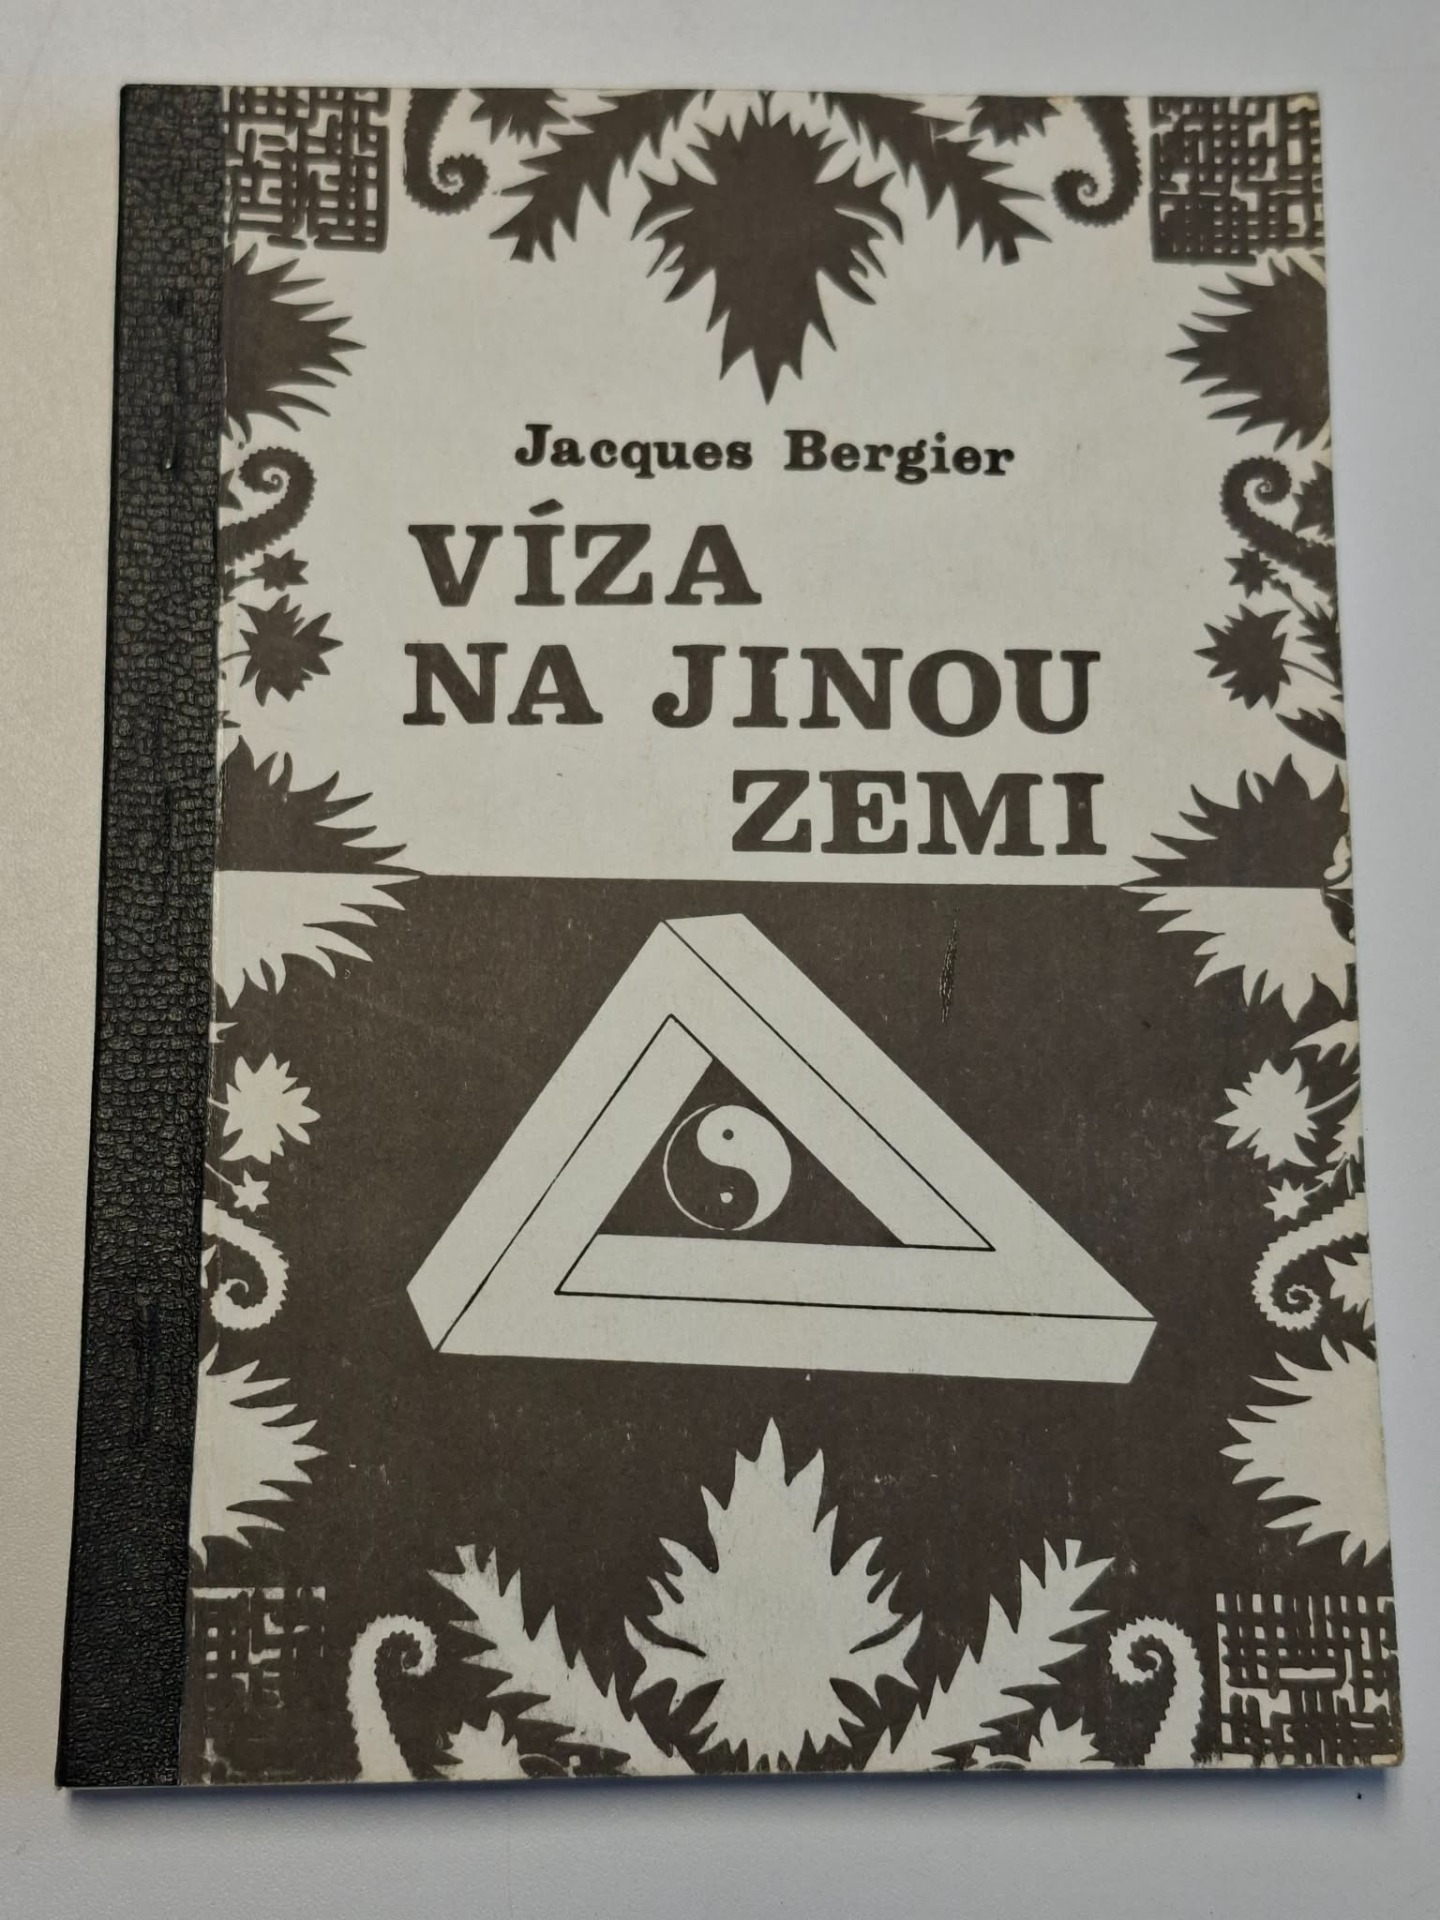 Jacques Bergier
VÍZA
NA JINOU
ZEMI